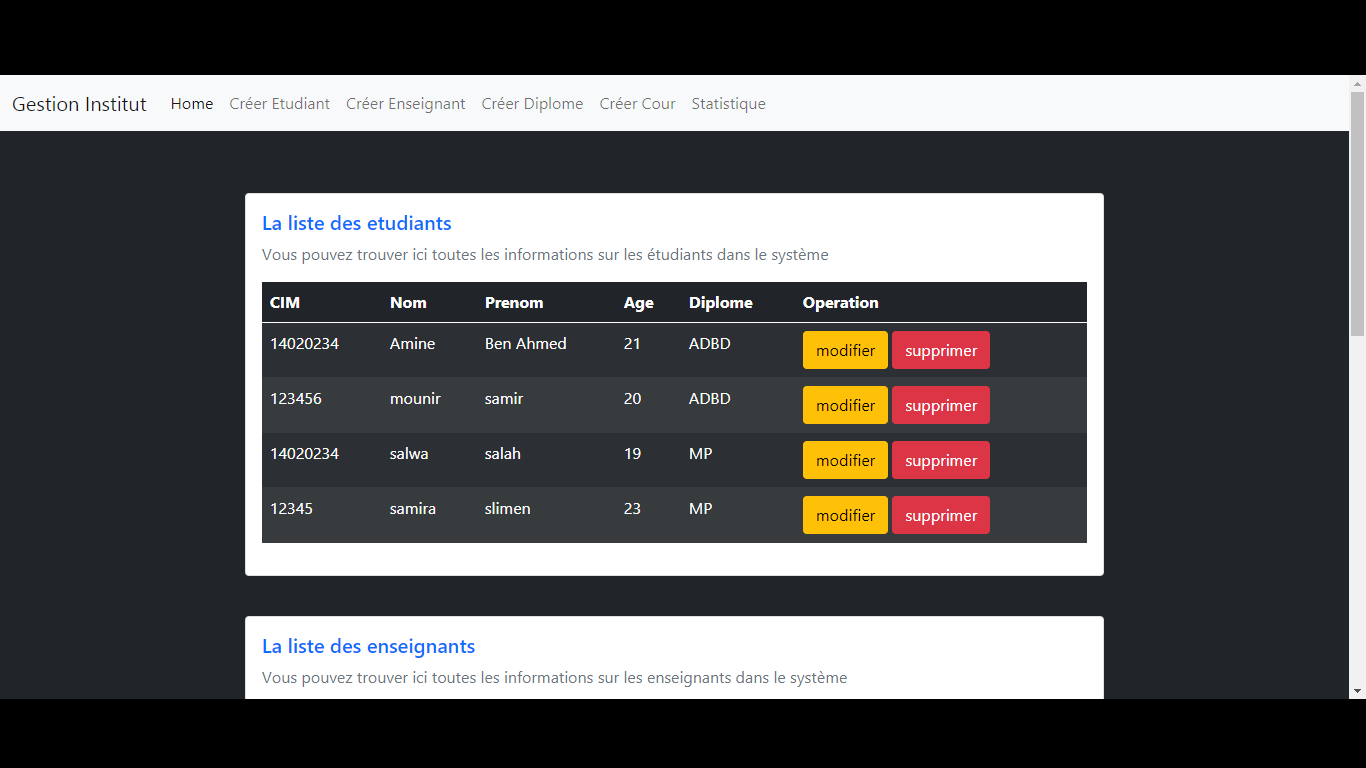 Gestion Institut Home Créer Etudiant Créer Enseignant Créer Diplome Créer Cour Statistique
La liste des etudiants
Vous pouvez trouver ici toutes les informations sur les étudiants dans le système
CIM Nom Prenom Age Diplome Operation
14020234 Amine Ben Ahmed 21 ADBD modifier supprimer
123456 mounir samir 20 ADBD modifier supprimer
14020234 salwa salah 19 MP modifier supprimer
12345 samira slimen 23 MP modifier supprimer
La liste des enseignants
Vous pouvez trouver ici toutes les informations sur les enseignants dans le système